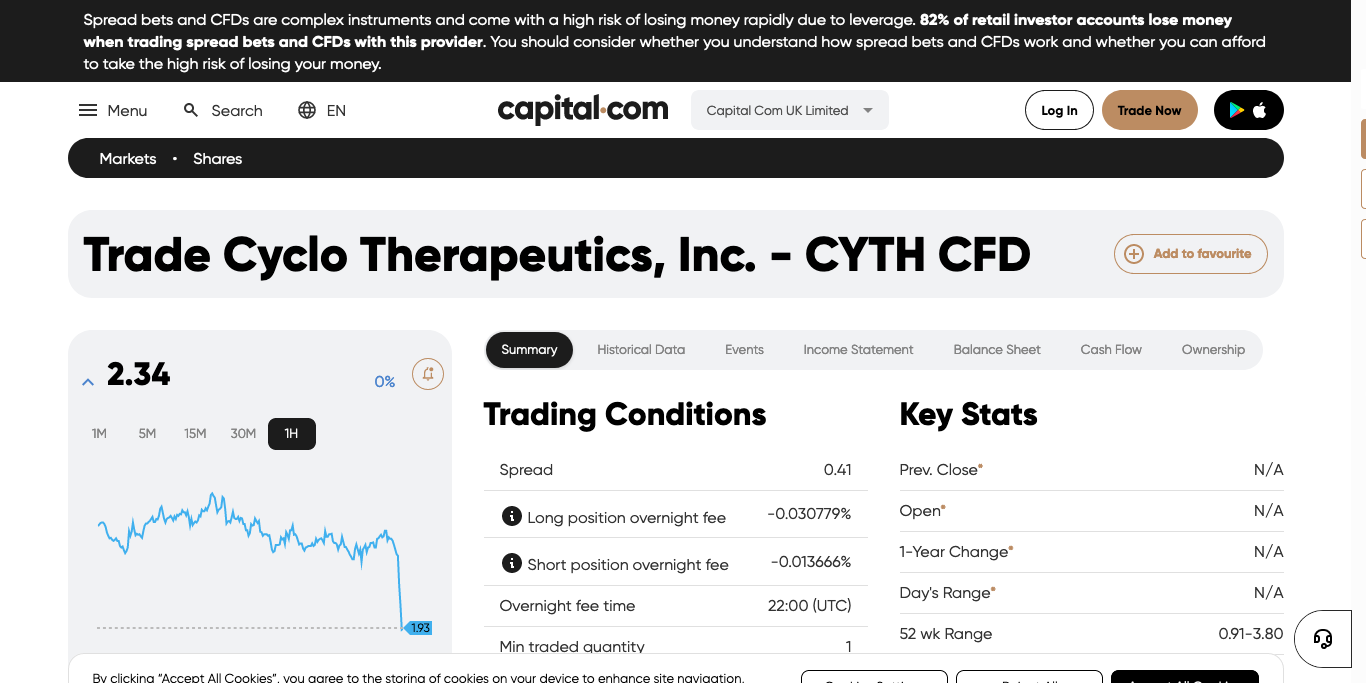 Spread bets and CFDs are complex instruments and come with a high risk of losing money rapidly due to leverage. 82% of retail investor accounts lose money
when trading spread bets and CFDs with this provider. You should consider whether you understand how spread bets and CFDs work and whether you can afford
to take the high risk of losing your money.
Menu Search EN capital.com Capital Com UK Limited Log In Trade Now
Markets • Shares
Trade Cyclo Therapeutics, Inc. - CYTH CFD Add to favourite
2.34 0%
1M 5M 15M 30M 1H
1.93
Summary Historical Data Events Income Statement Balance Sheet Cash Flow Ownership
Trading Conditions
Spread 0.41
Long position overnight fee -0.030779%
Short position overnight fee -0.013666%
Overnight fee time 22:00 (UTC)
Min traded quantity 1
Key Stats
Prev. Close• N/A
Open• N/A
1-Year Change• N/A
Day's Range• N/A
52 wk Range 0.91-3.80
By clicking “Accept All Cookies”, you agree to the storing of cookies on your device to enhance site navigation,